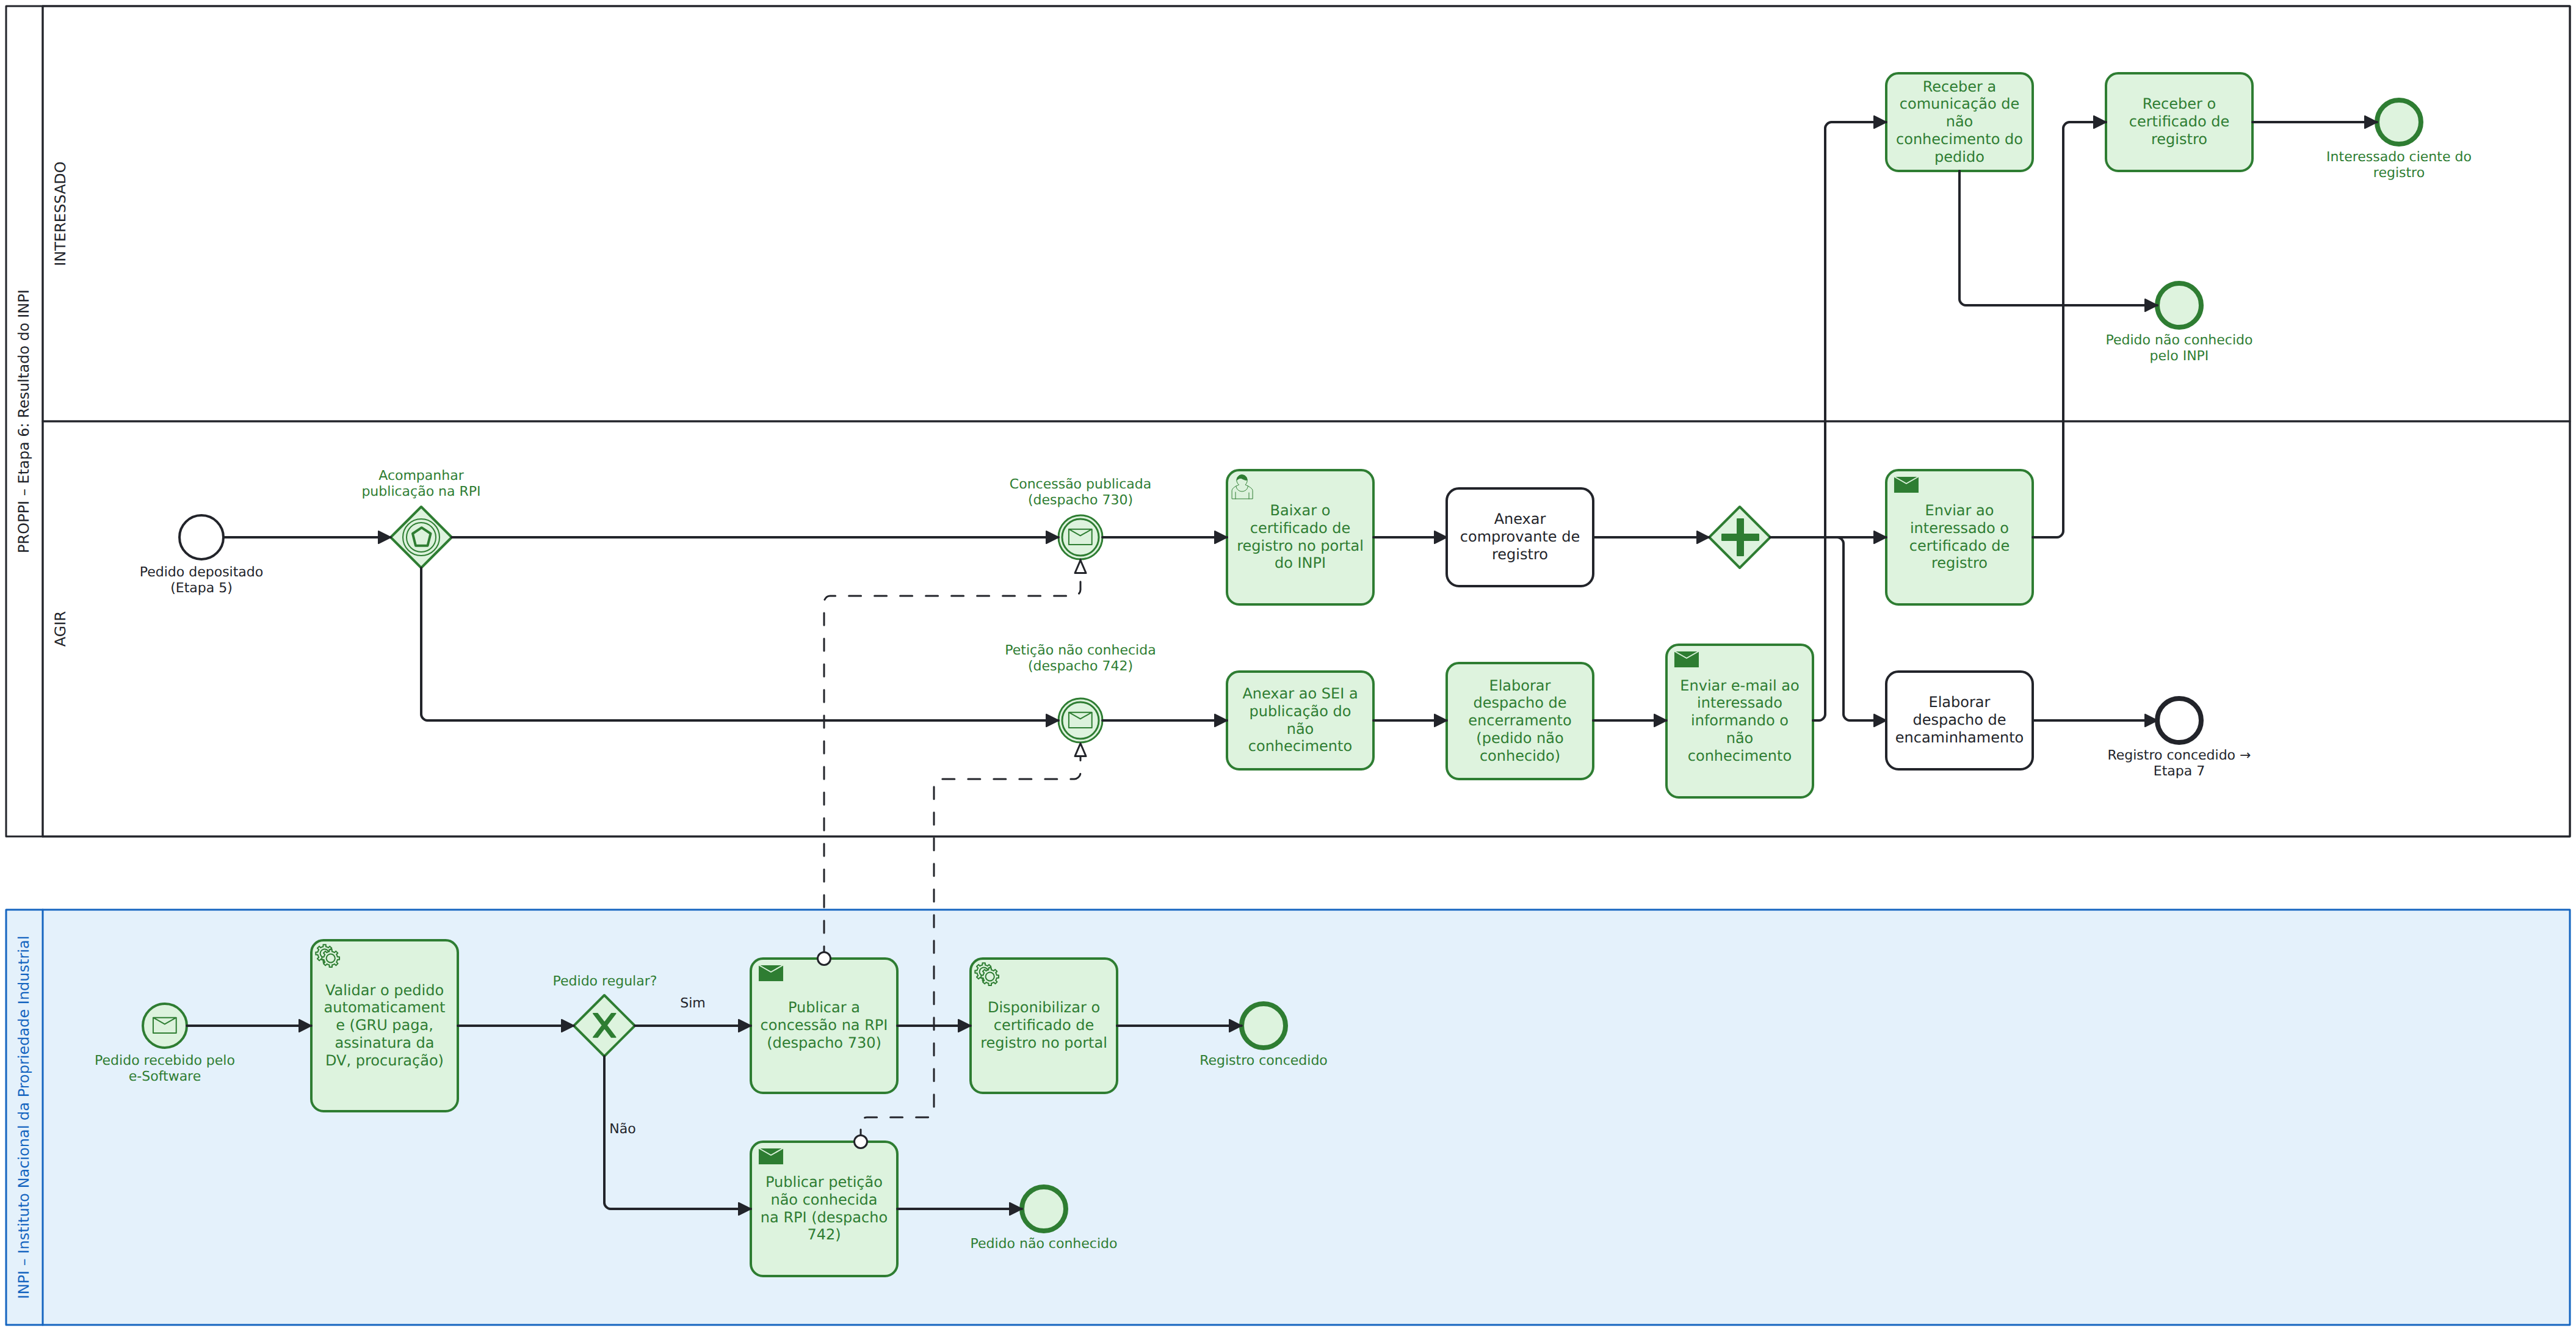 PROPPI – Etapa 6: Resultado do INPI
INTERESSADO
Receber a
comunicação de
não
conhecimento do
pedido
Receber o
certificado de
registro
Interessado ciente do
registro
Pedido não conhecido
pelo INPI
AGIR
Pedido depositado
(Etapa 5)
Acompanhar
publicação na RPI
Concessão publicada
(despacho 730)
Baixar o
certificado de
registro no portal
do INPI
Anexar
comprovante de
registro
Enviar ao
interessado o
certificado de
registro
Petição não conhecida
(despacho 742)
Anexar ao SEI a
publicação do
não
conhecimento
Elaborar
despacho de
encerramento
(pedido não
conhecido)
Enviar e-mail ao
interessado
informando o
não
conhecimento
Elaborar
despacho de
encaminhamento
Registro concedido →
Etapa 7
INPI – Instituto Nacional da Propriedade Industrial
Pedido recebido pelo
e-Software
Validar o pedido
automaticament
e (GRU paga,
assinatura da
DV, procuração)
Pedido regular?
Sim
Não
Publicar a
concessão na RPI
(despacho 730)
Disponibilizar o
certificado de
registro no portal
Registro concedido
Publicar petição
não conhecida
na RPI (despacho
742)
Pedido não conhecido